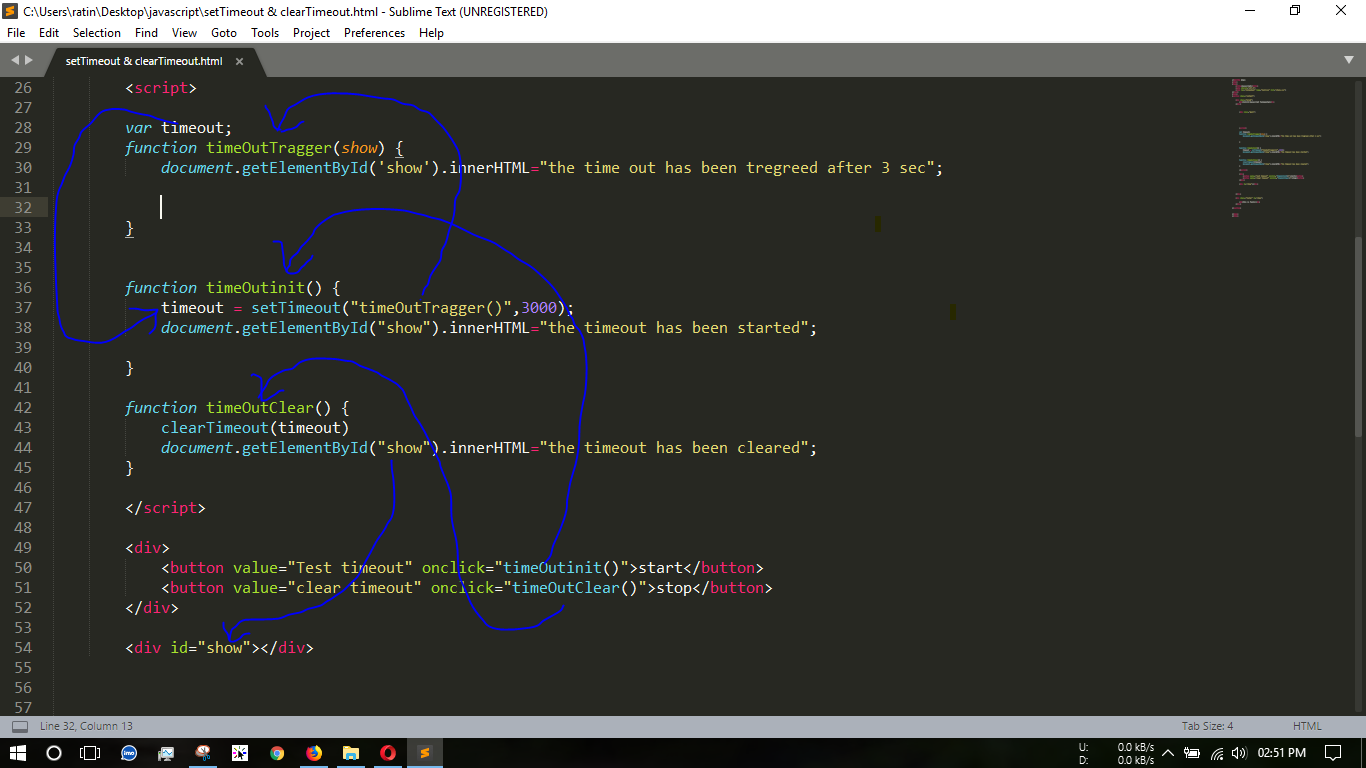 C:\Users\ratin\Desktop\javascript\setTimeout & clearTimeout.html - Sublime Text (UNREGISTERED)
File Edit Selection Find View Goto Tools Project Preferences Help
setTimeout & clearTimeout.html ×
26 <script>
27
28 var timeout;
29 function timeOutTragger(show) {
30 document.getElementById('show').innerHTML="the time out has been tregreed after 3 sec";
31
32
33 }
34
35
36 function timeOutinit() {
37 timeout = setTimeout("timeOutTragger()",3000);
38 document.getElementById("show").innerHTML="the timeout has been started";
39
40 }
41
42 function timeOutClear() {
43 clearTimeout(timeout)
44 document.getElementById("show").innerHTML="the timeout has been cleared";
45 }
46
47 </script>
48
49 <div>
50 <button value="Test timeout" onclick="timeOutinit()">start</button>
51 <button value="clear timeout" onclick="timeOutClear()">stop</button>
52 </div>
53
54 <div id="show"></div>
55
56
57
Line 32, Column 13 Tab Size: 4 HTML
imo
U: 0.0 kB/s
D: 0.0 kB/s
02:51 PM